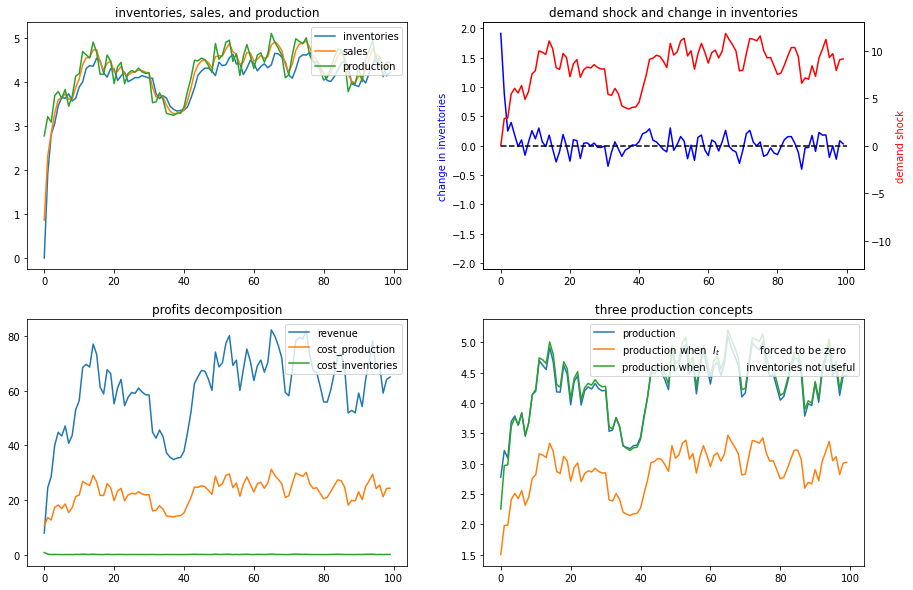 inventories, sales, and production
inventories
sales
production
5
4
3
2
1
0
0 20 40 60 80 100
demand shock and change in inventories
change in inventories
2.0
1.5
1.0
0.5
0.0
−0.5
−1.0
−1.5
−2.0
10
5
0
−5
−10
demand shock
0 20 40 60 80 100
profits decomposition
revenue
cost_production
cost_inventories
80
60
40
20
0
0 20 40 60 80 100
three production concepts
production
production when I_t forced to be zero
production when inventories not useful
5.0
4.5
4.0
3.5
3.0
2.5
2.0
1.5
0 20 40 60 80 100